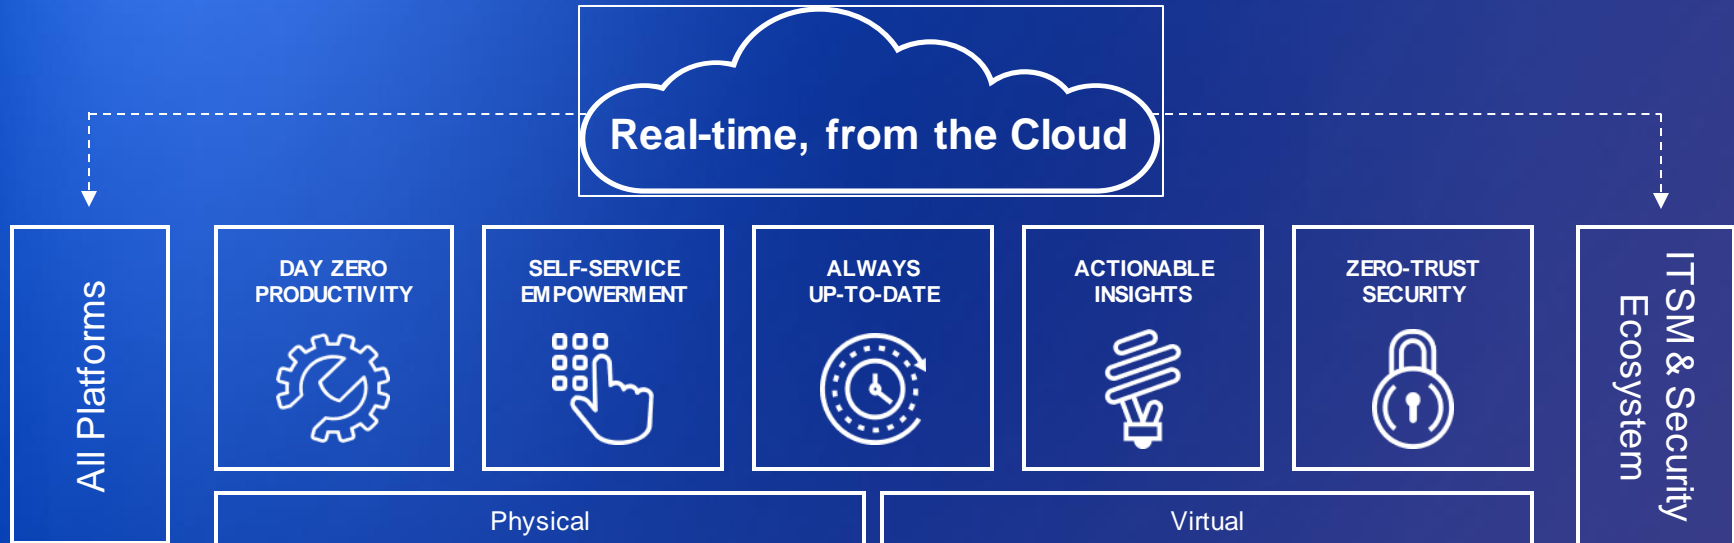 Real-time, from the Cloud
All Platforms
DAY ZERO
PRODUCTIVITY
SELF-SERVICE
EMPOWERMENT
ALWAYS
UP-TO-DATE
ACTIONABLE
INSIGHTS
ZERO-TRUST
SECURITY
ITSM & Security
Ecosystem
Physical
Virtual